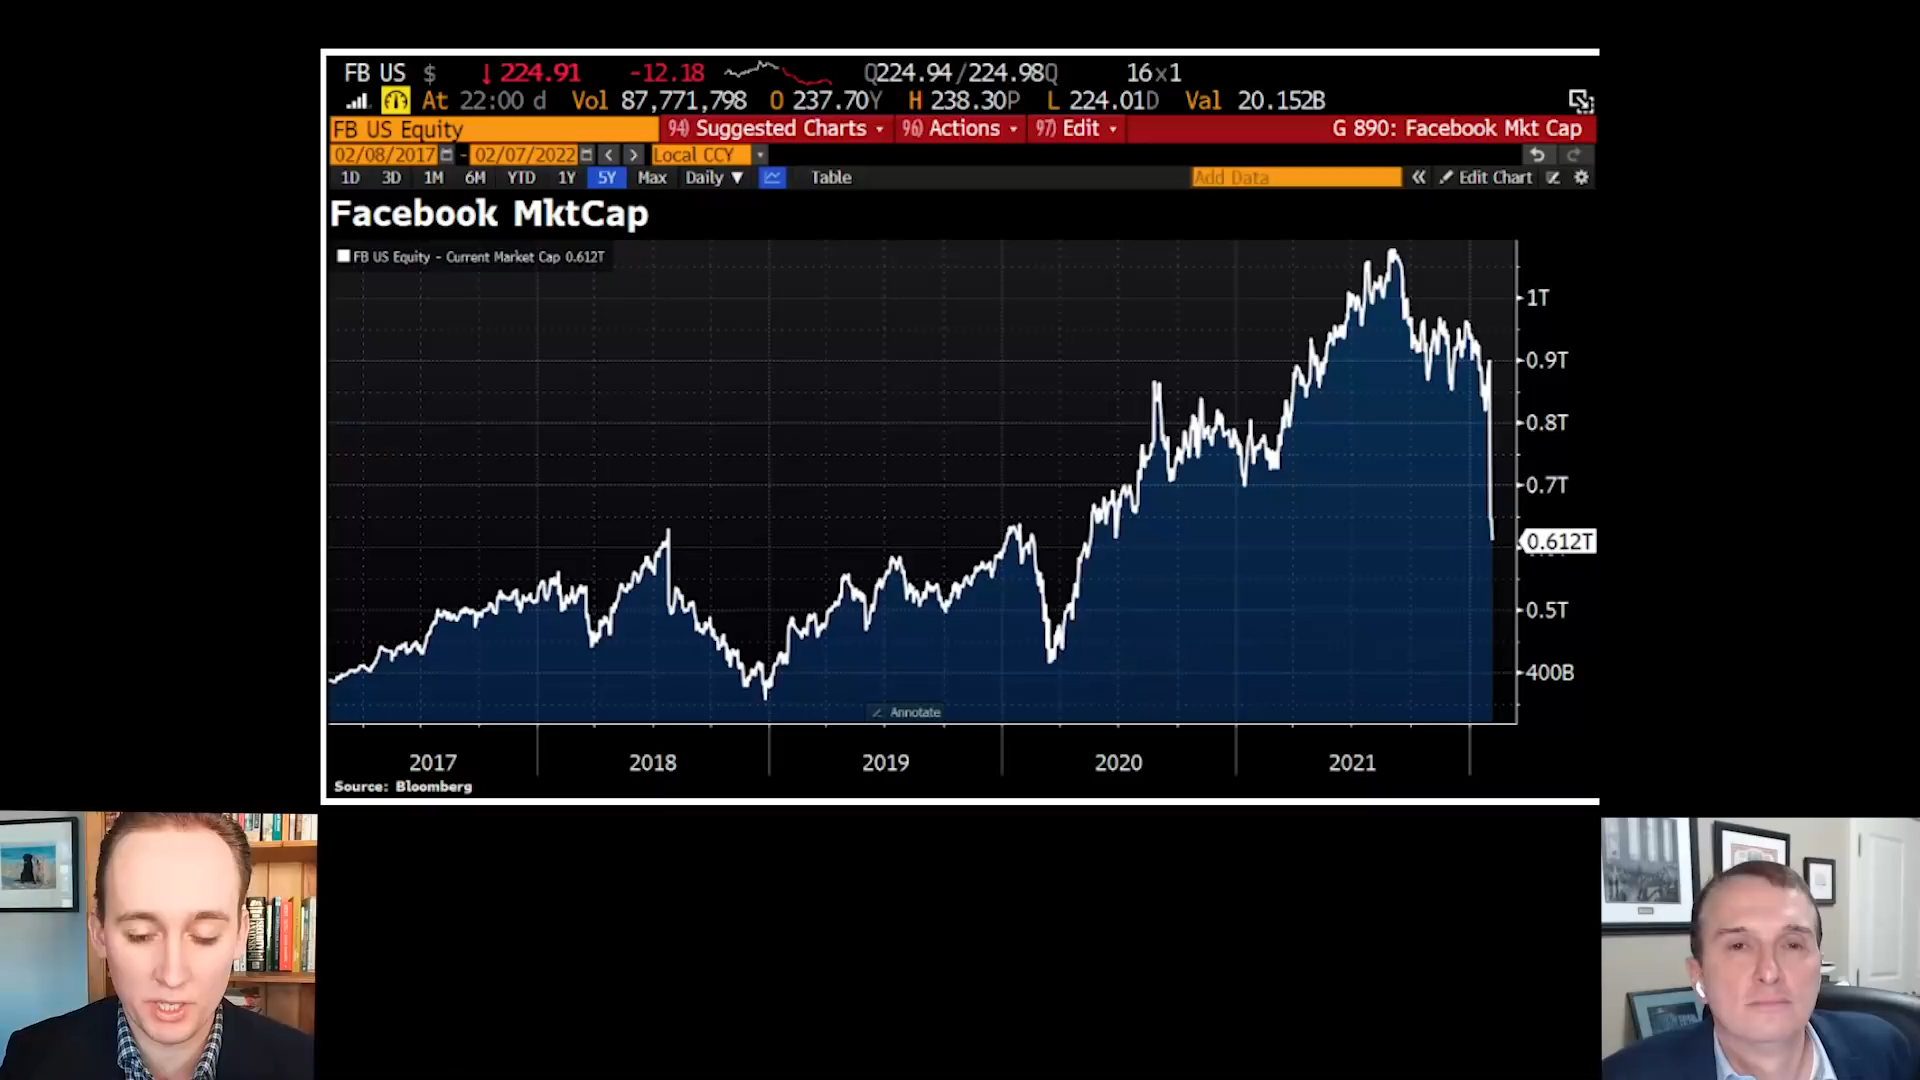 FB US $ ↓224.91 -12.18 Q224.94/224.98Q 16x1
At 22:00 d Vol 87,771,798 O 237.70Y H 238.30P L 224.01D Val 20.152B
FB US Equity 94) Suggested Charts 96) Actions 97) Edit G 890: Facebook Mkt Cap
02/08/2017 - 02/07/2022 < > Local CCY
1D 3D 1M 6M YTD 1Y 5Y Max Daily ▼ Table Add Data « Edit Chart
Facebook MktCap
FB US Equity - Current Market Cap 0.612T
1T
0.9T
0.8T
0.7T
0.612T
0.5T
400B
Annotate
2017 2018 2019 2020 2021
Source: Bloomberg